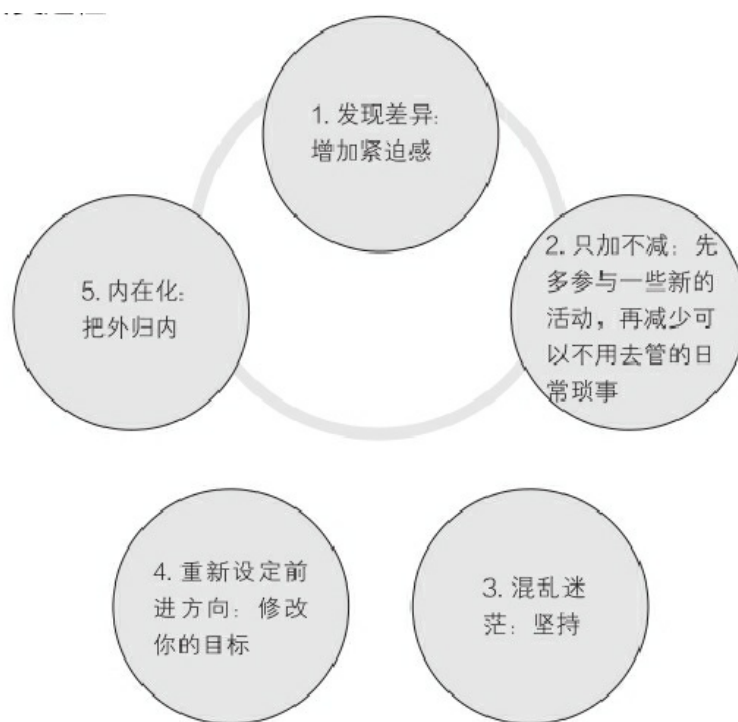 1. 发现差异:
增加紧迫感
2. 只加不减: 先
多参与一些新的
活动, 再减少可
以不用去管的日
常琐事
3. 混乱迷
茫: 坚持
4. 重新设定前
进方向: 修改
你的目标
5. 内在化:
把外归内